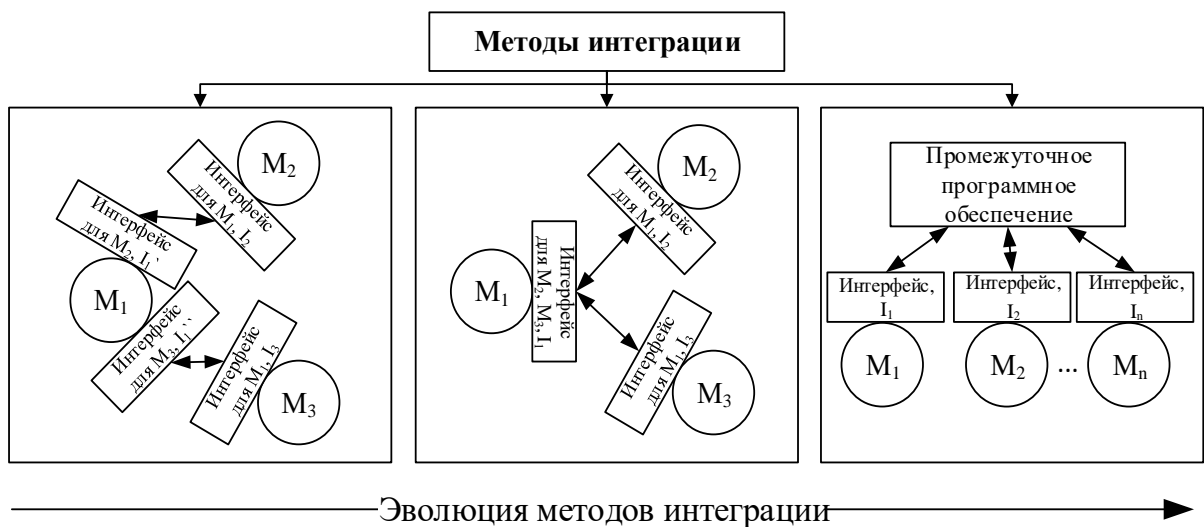 Методы интеграции
M₂
Интерфейс
для M₁, I₂
Интерфейс
для M₂, I₁`
M₁
Интерфейс
для M₃, I₁``
Интерфейс
для M₁, I₃
M₃
M₂
Интерфейс
для M₁, I₂
M₁
Интерфейс
для M₂, M₃, I₁
Интерфейс
для M₁, I₃
M₃
Промежуточное
программное
обеспечение
Интерфейс,
I₁
Интерфейс,
I₂
Интерфейс,
Iₙ
M₁
M₂
...
Mₙ
Эволюция методов интеграции